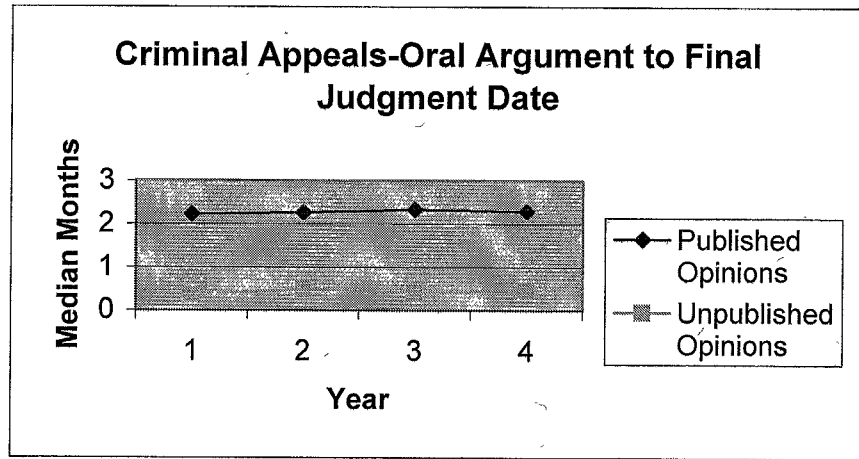 Criminal Appeals-Oral Argument to Final
Judgment Date
Median Months
3
2
1
0
1 2 3 4
Year
Published
Opinions
Unpublished
Opinions